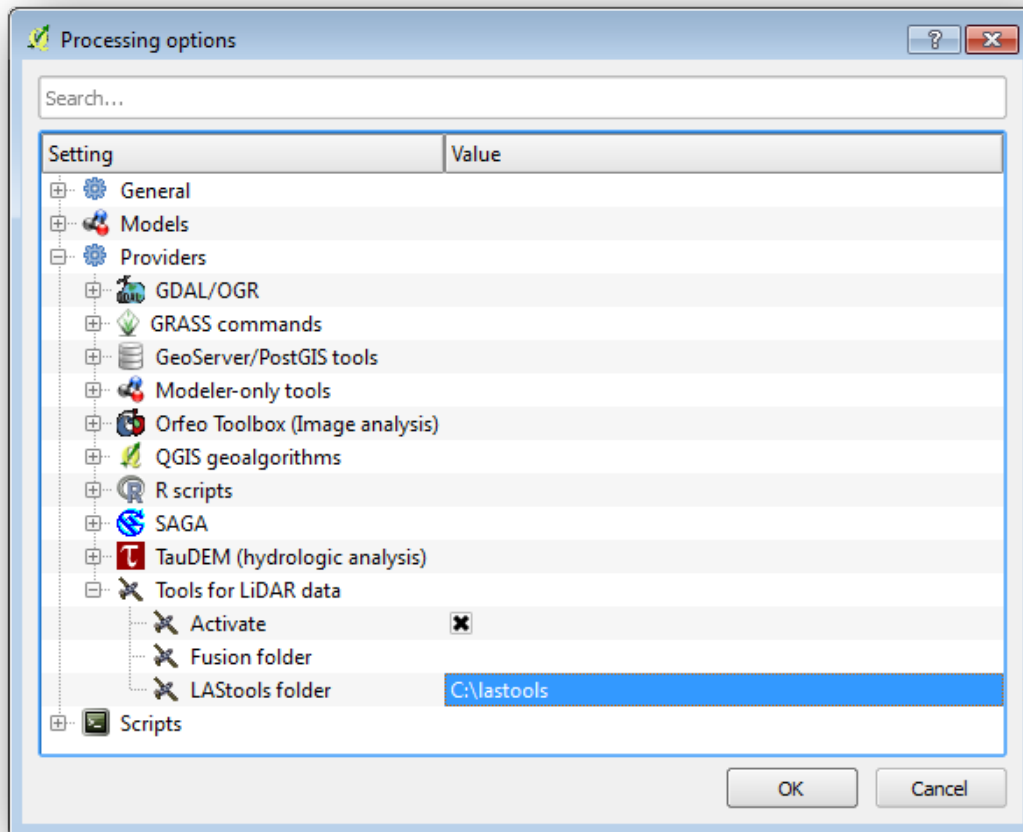 Processing options
Search...
Setting Value
General
Models
Providers
GDAL/OGR
GRASS commands
GeoServer/PostGIS tools
Modeler-only tools
Orfeo Toolbox (Image analysis)
QGIS geoalgorithms
R scripts
SAGA
TauDEM (hydrologic analysis)
Tools for LiDAR data
Activate
Fusion folder
LAStools folder C:\lastools
Scripts
OK Cancel